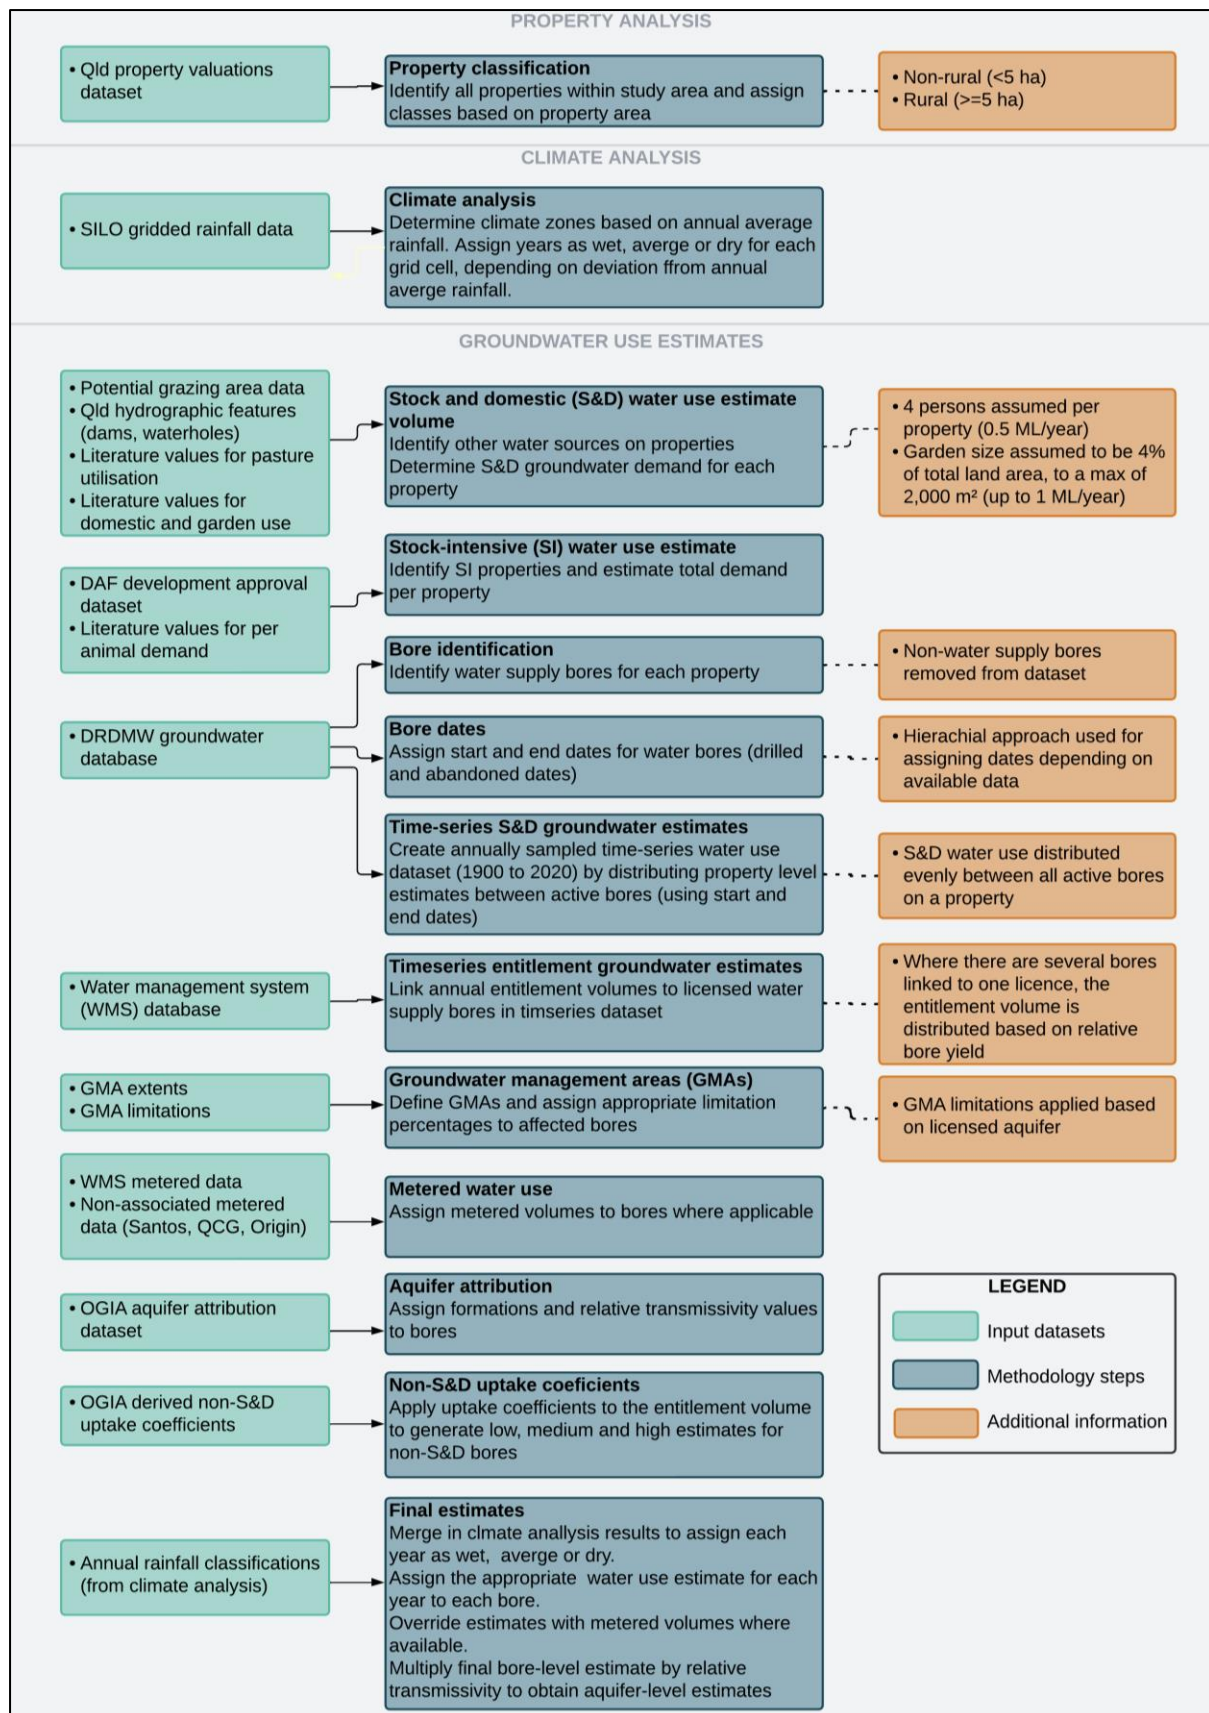 PROPERTY ANALYSIS
• Qld property valuations
dataset
Property classification
Identify all properties within study area and assign
classes based on property area
• Non-rural (<5 ha)
• Rural (>=5 ha)
CLIMATE ANALYSIS
• SILO gridded rainfall data
Climate analysis
Determine climate zones based on annual average
rainfall. Assign years as wet, averge or dry for each
grid cell, depending on deviation ffrom annual
averge rainfall.
GROUNDWATER USE ESTIMATES
• Potential grazing area data
• Qld hydrographic features
(dams, waterholes)
• Literature values for pasture
utilisation
• Literature values for
domestic and garden use
Stock and domestic (S&D) water use estimate
volume
Identify other water sources on properties
Determine S&D groundwater demand for each
property
• 4 persons assumed per
property (0.5 ML/year)
• Garden size assumed to be 4%
of total land area, to a max of
2,000 m² (up to 1 ML/year)
• DAF development approval
dataset
• Literature values for per
animal demand
Stock-intensive (SI) water use estimate
Identify SI properties and estimate total demand
per property
• DRDMW groundwater
database
Bore identification
Identify water supply bores for each property
• Non-water supply bores
removed from dataset
Bore dates
Assign start and end dates for water bores (drilled
and abandoned dates)
• Hierachial approach used for
assigning dates depending on
available data
Time-series S&D groundwater estimates
Create annually sampled time-series water use
dataset (1900 to 2020) by distributing property level
estimates between active bores (using start and
end dates)
• S&D water use distributed
evenly between all active bores
on a property
• Water management system
(WMS) database
Timeseries entitlement groundwater estimates
Link annual entitlement volumes to licensed water
supply bores in timseries dataset
• Where there are several bores
linked to one licence, the
entitlement volume is
distributed based on relative
bore yield
• GMA extents
• GMA limitations
Groundwater management areas (GMAs)
Define GMAs and assign appropriate limitation
percentages to affected bores
• GMA limitations applied based
on licensed aquifer
• WMS metered data
• Non-associated metered
data (Santos, QCG, Origin)
Metered water use
Assign metered volumes to bores where applicable
• OGIA aquifer attribution
dataset
Aquifer attribution
Assign formations and relative transmissivity values
to bores
• OGIA derived non-S&D
uptake coefficients
Non-S&D uptake coeficients
Apply uptake coefficients to the entitlement volume
to generate low, medium and high estimates for
non-S&D bores
• Annual rainfall classifications
(from climate analysis)
Final estimates
Merge in clmate anallysis results to assign each
year as wet, averge or dry.
Assign the appropriate water use estimate for each
year to each bore.
Override estimates with metered volumes where
available.
Multiply final bore-level estimate by relative
transmissivity to obtain aquifer-level estimates
LEGEND
Input datasets
Methodology steps
Additional information